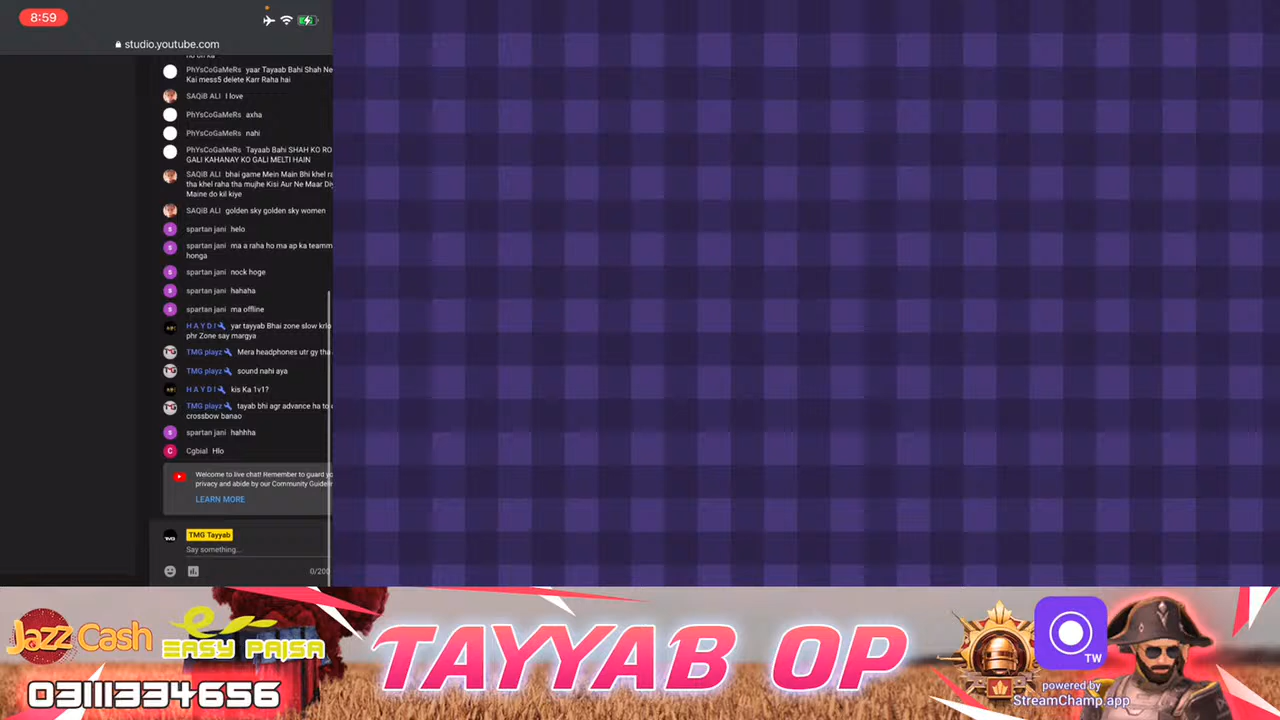 8:59
studio.youtube.com
PhYsCoGaMeRs yaar Tayaab Bahi Shah Ne
Kai mess5 delete Karr Raha hai
SAQiB ALI I love
PhYsCoGaMeRs axha
PhYsCoGaMeRs nahi
PhYsCoGaMeRs Tayaab Bahi SHAH KO RO
GALI KAHANAY KO GALI MELTI HAIN
SAQiB ALI bhai game Mein Main Bhi khel ra
tha khel raha tha mujhe Kisi Aur Ne Maar Diy
Maine do kil kiye
SAQiB ALI golden sky golden sky women
S spartan jani helo
S spartan jani ma a raha ho ma ap ka teamm
honga
S spartan jani nock hoge
S spartan jani hahaha
S spartan jani ma offline
H A Y D I yar tayyab Bhai zone slow krlo
phr Zone say margya
TMG playz Mera headphones utr gy tha
TMG playz sound nahi aya
H A Y D I kis Ka 1v1?
TMG playz tayab bhi agr advance ha to
crossbow banao
S spartan jani hahhha
C Cgbial Hlo
Welcome to live chat! Remember to guard yo
privacy and abide by our Community Guideli
LEARN MORE
TMG Tayyab
Say something...
0/200
JazzCash
EASY PAISA
03111334656
TAYYAB OP
TW
powered by
StreamChamp.app